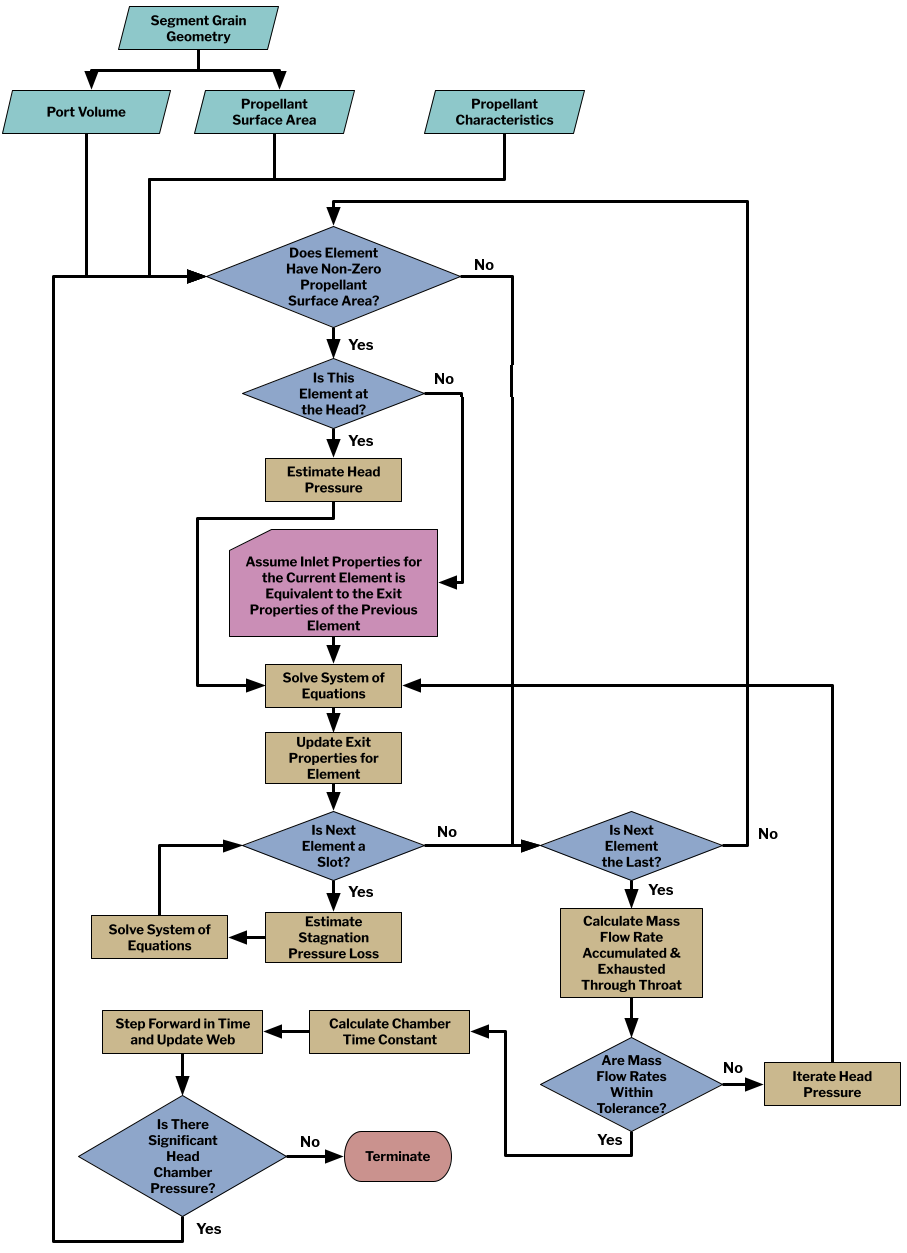 Segment Grain
Geometry
Port Volume
Propellant
Surface Area
Propellant
Characteristics
Does Element
Have Non-Zero
Propellant
Surface Area?
No
Yes
Is This
Element at
the Head?
No
Yes
Estimate Head
Pressure
Assume Inlet Properties for
the Current Element is
Equivalent to the Exit
Properties of the Previous
Element
Solve System of
Equations
Update Exit
Properties for
Element
Is Next
Element a
Slot?
No
Yes
Is Next
Element
the Last?
No
Yes
Solve System of
Equations
Estimate
Stagnation
Pressure Loss
Calculate Mass
Flow Rate
Accumulated &
Exhausted
Through Throat
Step Forward in Time
and Update Web
Calculate Chamber
Time Constant
Are Mass
Flow Rates
Within
Tolerance?
No
Yes
Iterate Head
Pressure
Is There
Significant
Head
Chamber
Pressure?
No
Yes
Terminate